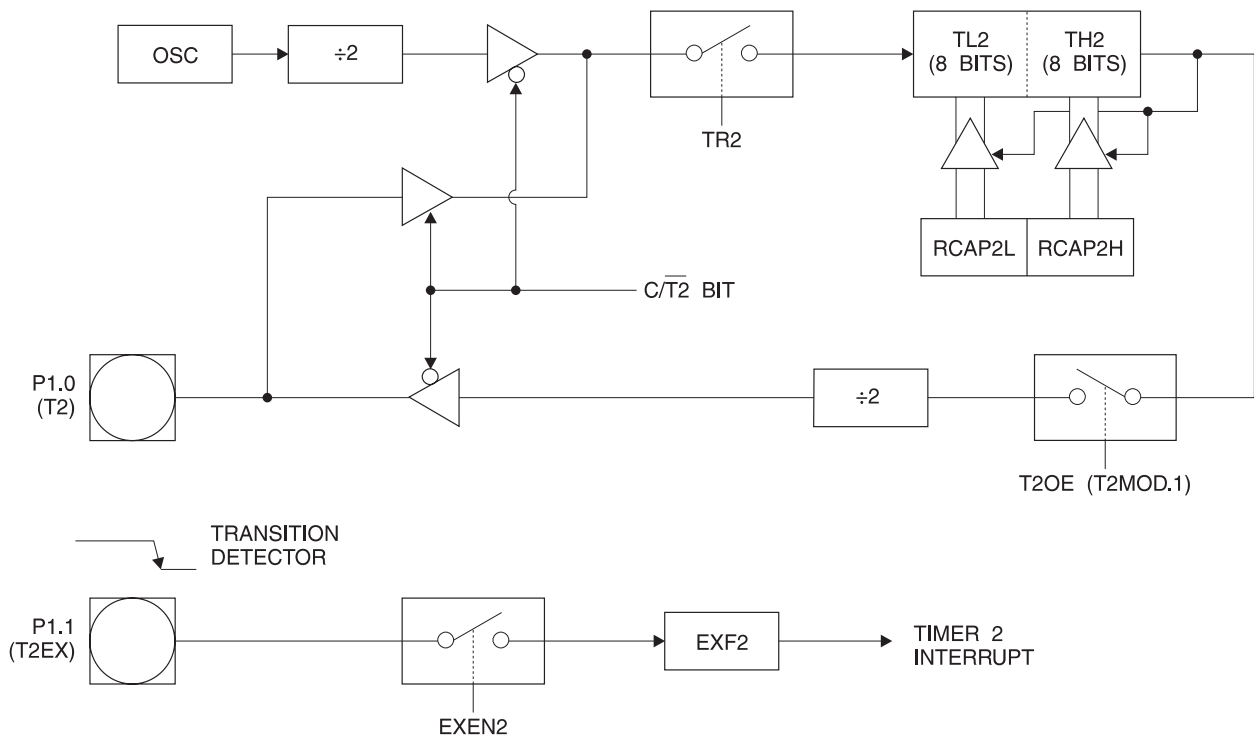 OSC
÷2
TR2
TL2
(8 BITS)
TH2
(8 BITS)
RCAP2L
RCAP2H
C/T̅2̅ BIT
P1.0
(T2)
÷2
T2OE (T2MOD.1)
TRANSITION
DETECTOR
P1.1
(T2EX)
EXEN2
EXF2
TIMER 2
INTERRUPT